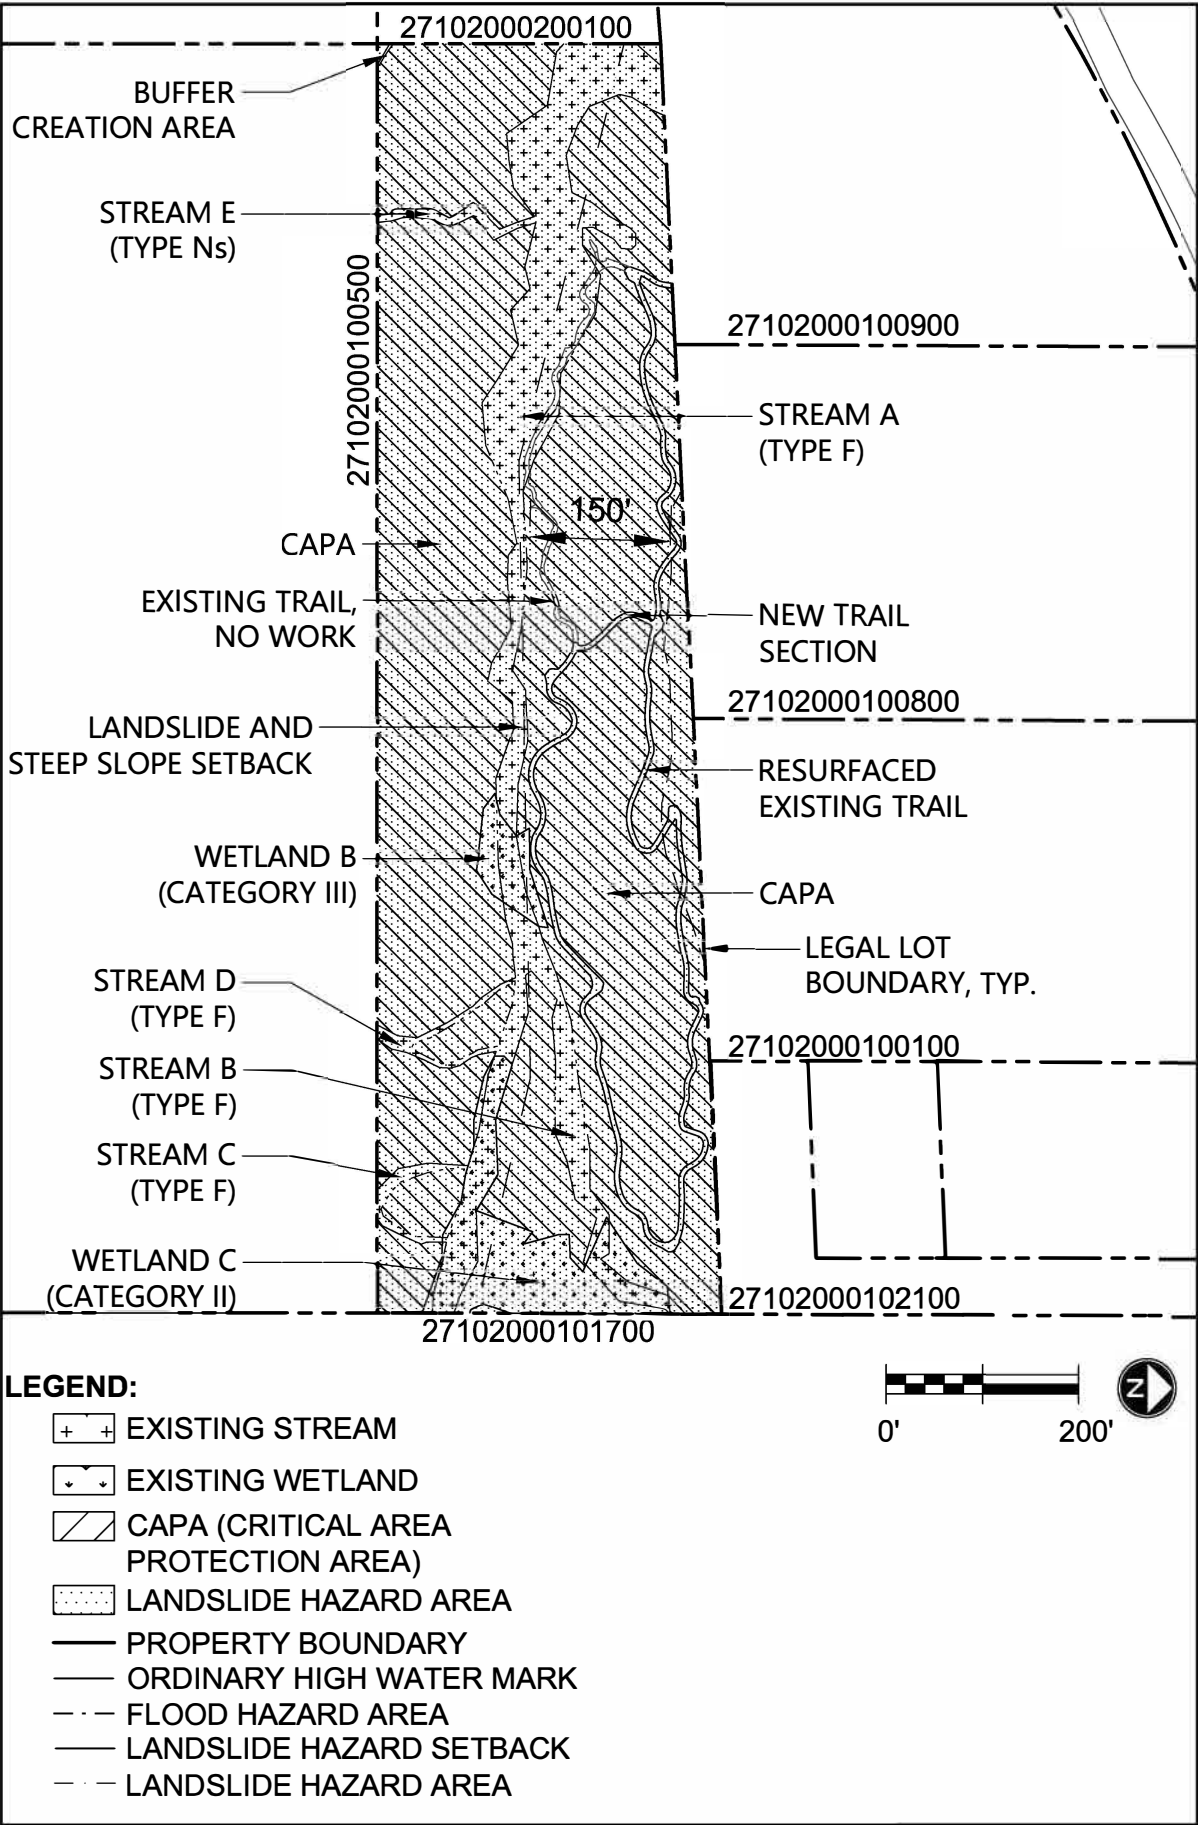 27102000200100
BUFFER
CREATION AREA
STREAM E
(TYPE Ns)
27102000100500
27102000100900
STREAM A
(TYPE F)
150'
CAPA
EXISTING TRAIL,
NO WORK
NEW TRAIL
SECTION
27102000100800
LANDSLIDE AND
STEEP SLOPE SETBACK
RESURFACED
EXISTING TRAIL
WETLAND B
(CATEGORY III)
CAPA
LEGAL LOT
BOUNDARY, TYP.
STREAM D
(TYPE F)
27102000100100
STREAM B
(TYPE F)
STREAM C
(TYPE F)
WETLAND C
(CATEGORY II)
27102000102100
27102000101700
LEGEND:
EXISTING STREAM
EXISTING WETLAND
CAPA (CRITICAL AREA
PROTECTION AREA)
LANDSLIDE HAZARD AREA
PROPERTY BOUNDARY
ORDINARY HIGH WATER MARK
FLOOD HAZARD AREA
LANDSLIDE HAZARD SETBACK
LANDSLIDE HAZARD AREA
0' 200'
N